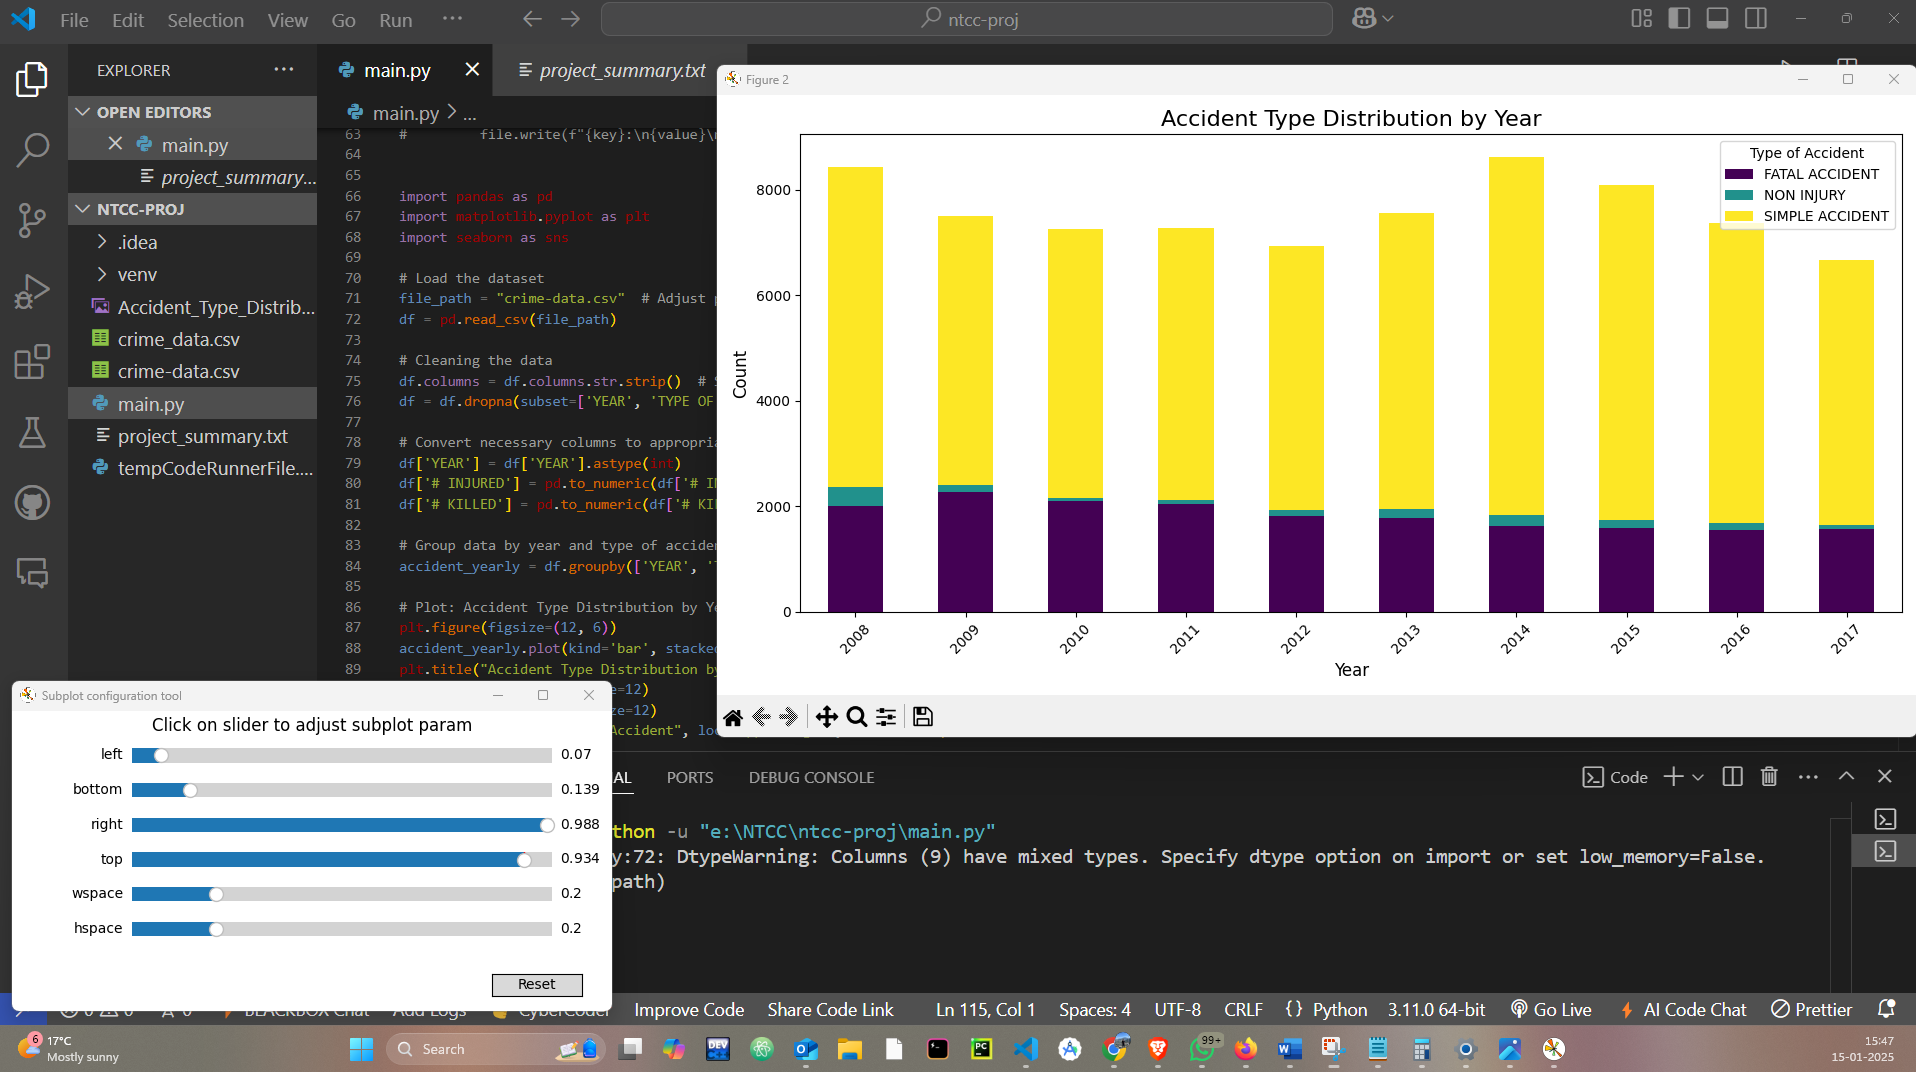 File Edit Selection View Go Run ...
ntcc-proj
EXPLORER
OPEN EDITORS
main.py
project_summary...
NTCC-PROJ
.idea
venv
Accident_Type_Distrib...
crime_data.csv
crime-data.csv
main.py
project_summary.txt
tempCodeRunnerFile....
main.py
project_summary.txt
main.py > ...
63 # file.write(f"{key}:\n{value}\
64
65
66 import pandas as pd
67 import matplotlib.pyplot as plt
68 import seaborn as sns
69
70 # Load the dataset
71 file_path = "crime-data.csv" # Adjust
72 df = pd.read_csv(file_path)
73
74 # Cleaning the data
75 df.columns = df.columns.str.strip() #
76 df = df.dropna(subset=['YEAR', 'TYPE OF
77
78 # Convert necessary columns to appropria
79 df['YEAR'] = df['YEAR'].astype(int)
80 df['# INJURED'] = pd.to_numeric(df['# IN
81 df['# KILLED'] = pd.to_numeric(df['# KI
82
83 # Group data by year and type of acciden
84 accident_yearly = df.groupby(['YEAR', '
85
86 # Plot: Accident Type Distribution by Ye
87 plt.figure(figsize=(12, 6))
88 accident_yearly.plot(kind='bar', stacked
89 plt.title("Accident Type Distribution by
e=12)
ze=12)
Accident", loc
Figure 2
Accident Type Distribution by Year
Type of Accident
FATAL ACCIDENT
NON INJURY
SIMPLE ACCIDENT
Count
8000
6000
4000
2000
0
2008 2009 2010 2011 2012 2013 2014 2015 2016 2017
Year
Subplot configuration tool
Click on slider to adjust subplot param
left 0.07
bottom 0.139
right 0.988
top 0.934
wspace 0.2
hspace 0.2
Reset
AL PORTS DEBUG CONSOLE
Code
thon -u "e:\NTCC\ntcc-proj\main.py"
y:72: DtypeWarning: Columns (9) have mixed types. Specify dtype option on import or set low_memory=False.
path)
BLACKBOX Chat Add Logs CyberCoder Improve Code Share Code Link Ln 115, Col 1 Spaces: 4 UTF-8 CRLF {} Python 3.11.0 64-bit Go Live AI Code Chat Prettier
6
17°C
Mostly sunny
Search
DEV
PC
99+
15:47
15-01-2025